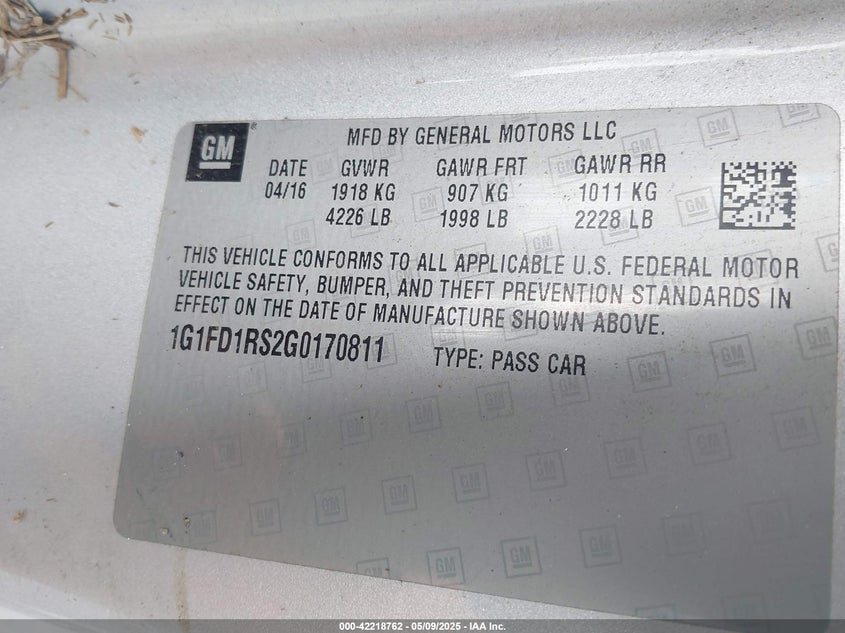 GM
MFD BY GENERAL MOTORS LLC
DATE GVWR GAWR FRT GAWR RR
04/16 1918 KG 907 KG 1011 KG
4226 LB 1998 LB 2228 LB
THIS VEHICLE CONFORMS TO ALL APPLICABLE U.S. FEDERAL MOTOR
VEHICLE SAFETY, BUMPER, AND THEFT PREVENTION STANDARDS IN
EFFECT ON THE DATE OF MANUFACTURE SHOWN ABOVE.
1G1FD1RS2G0170811 TYPE: PASS CAR
000-42218762 - 05/09/2025 - IAA Inc.